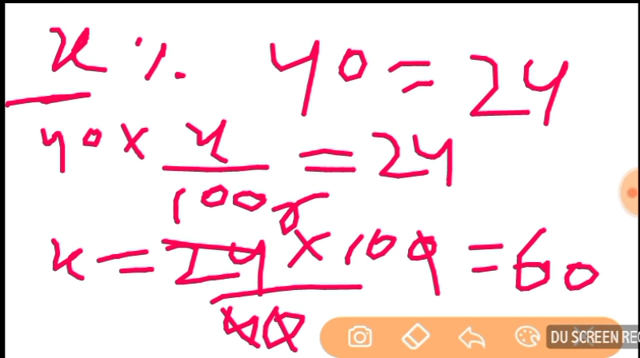 x % 40 = 24
40 × x/100 = 24
x = 24 × 100/40 = 60
DU SCREEN RE